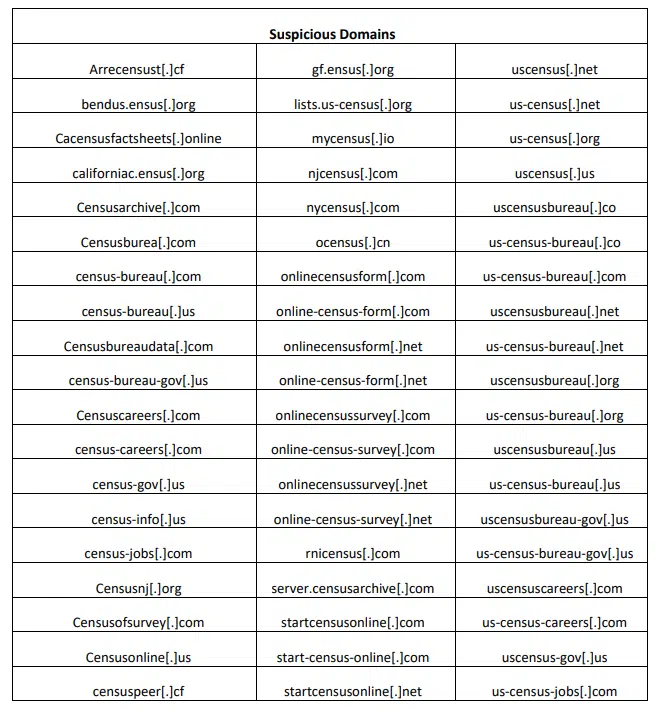 Suspicious Domains
Arrecensust[.]cf gf.ensus[.]org uscensus[.]net
bendus.ensus[.]org lists.us-census[.]org us-census[.]net
Cacensusfactsheets[.]online mycensus[.]io us-census[.]org
californiac.ensus[.]org njcensus[.]com uscensus[.]us
Censusarchive[.]com nycensus[.]com uscensusbureau[.]co
Censusburea[.]com ocensus[.]cn us-census-bureau[.]co
census-bureau[.]com onlinecensusform[.]com us-census-bureau[.]com
census-bureau[.]us online-census-form[.]com uscensusbureau[.]net
Censusbureaudata[.]com onlinecensusform[.]net us-census-bureau[.]net
census-bureau-gov[.]us online-census-form[.]net uscensusbureau[.]org
Censuscareers[.]com onlinecensussurvey[.]com us-census-bureau[.]org
census-careers[.]com online-census-survey[.]com uscensusbureau[.]us
census-gov[.]us onlinecensussurvey[.]net us-census-bureau[.]us
census-info[.]us online-census-survey[.]net uscensusbureau-gov[.]us
census-jobs[.]com rnicensus[.]com us-census-bureau-gov[.]us
Censusnj[.]org server.censusarchive[.]com uscensuscareers[.]com
Censusofsurvey[.]com startcensusonline[.]com us-census-careers[.]com
Censusonline[.]us start-census-online[.]com uscensus-gov[.]us
censuspeer[.]cf startcensusonline[.]net us-census-jobs[.]com